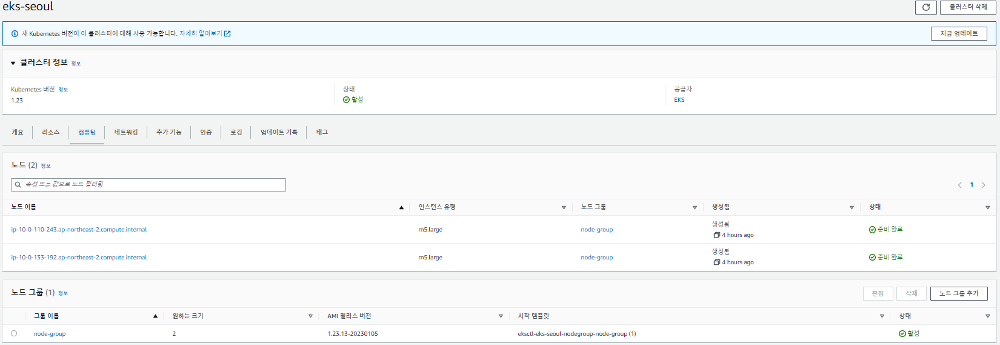 eks-seoul
클러스터 삭제
새 Kubernetes 버전이 이 클러스터에 대해 사용 가능합니다. 자세히 알아보기
지금 업데이트
클러스터 정보 정보
Kubernetes 버전 정보
1.23
상태
활성
공급자
EKS
개요 리소스 컴퓨팅 네트워킹 추가 기능 인증 로깅 업데이트 기록 태그
노드 (2) 정보
속성 또는 값으로 노드 필터링
1
노드 이름 인스턴스 유형 노드 그룹 생성됨 상태
ip-10-0-110-243.ap-northeast-2.compute.internal m5.large node-group 생성됨 4 hours ago 준비 완료
ip-10-0-133-192.ap-northeast-2.compute.internal m5.large node-group 생성됨 4 hours ago 준비 완료
노드 그룹 (1) 정보
편집 삭제 노드 그룹 추가
그룹 이름 원하는 크기 AMI 릴리스 버전 시작 템플릿 상태
node-group 2 1.23.13-20230105 eksctl-eks-seoul-nodegroup-node-group (1) 활성